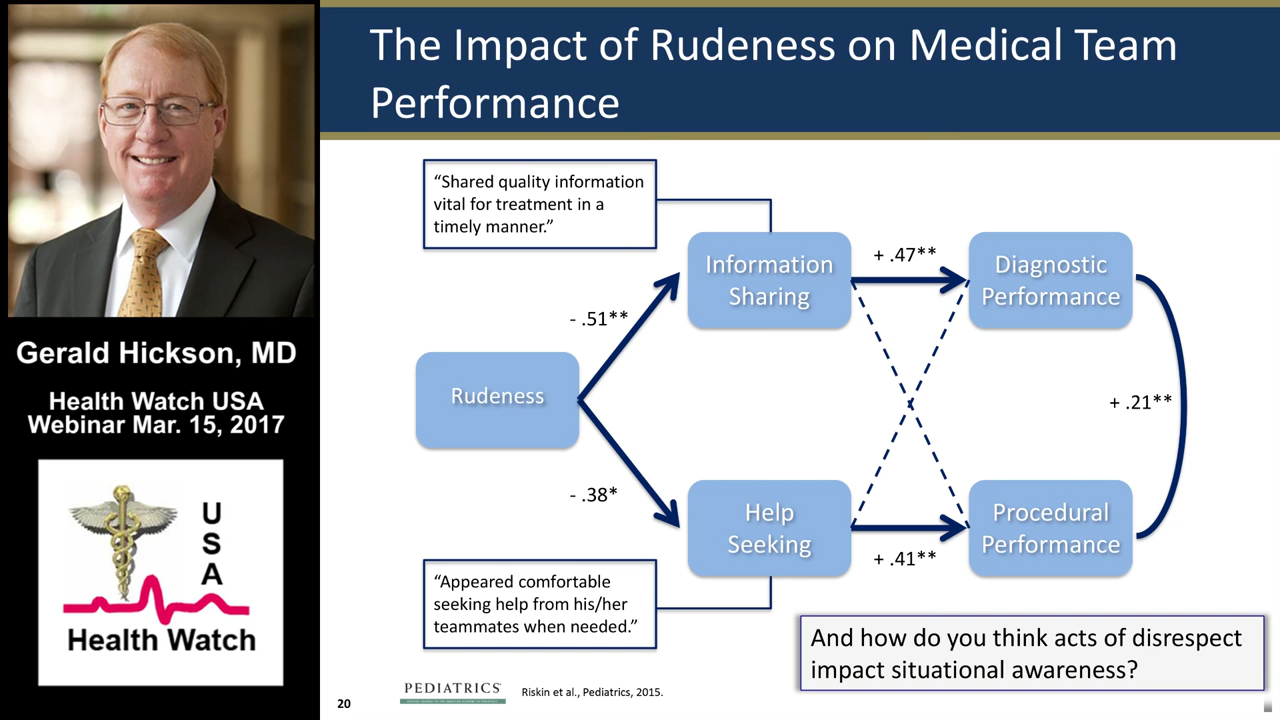 Gerald Hickson, MD
Health Watch USA
Webinar Mar. 15, 2017
U
S
A
Health Watch
The Impact of Rudeness on Medical Team
Performance
“Shared quality information
vital for treatment in a
timely manner.”
Information
Sharing
+ .47**
Diagnostic
Performance
- .51**
Rudeness
+ .21**
- .38*
Help
Seeking
+ .41**
Procedural
Performance
“Appeared comfortable
seeking help from his/her
teammates when needed.”
And how do you think acts of disrespect
impact situational awareness?
PEDIATRICS
Riskin et al., Pediatrics, 2015.
20